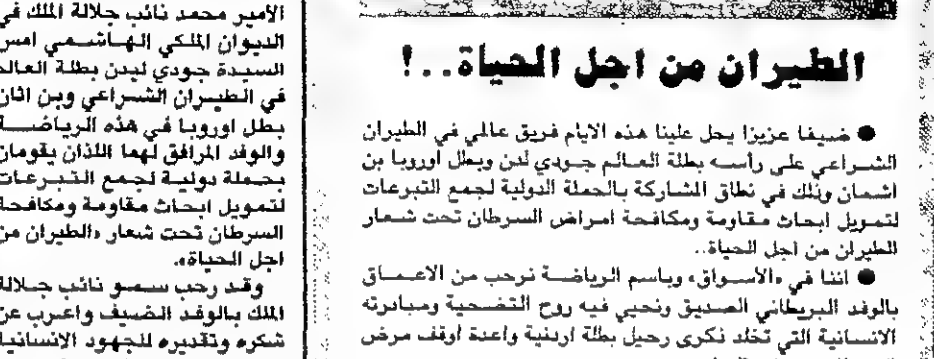 الطيران من اجل الحياة..!
● ضيفا عزيزا يحل علينا هذه الايام فريق عالمي في الطيران
الشراعي على رأسه بطلة العالم جودي لدن وبطل اوروبا بن
اشمان وذلك في نطاق المشاركة بالحملة الدولية لجمع التبرعات
لتمويل ابحاث مقاومة ومكافحة امراض السرطان تحت شعار
الطيران من اجل الحياة..
● اننا في «الأسواق» وباسم الرياضة نرحب من الاعماق
بالوفد البريطاني الصديق ونحيي فيه روح التضحية ومبادرته
الانسانية التي تخلد ذكرى رحيل بطلة اردنية واعدة اوقف مرض
الأمير محمد نائب جلالة الملك في
الديوان الملكي الهاشمي امس
السيدة جودي ليدن بطلة العالم
في الطيران الشراعي وبن اثان
بطل اوروبا في هذه الرياضة
والوفد المرافق لهما اللذان يقومان
بحملة دولية لجمع التبرعات
لتمويل ابحاث مقاومة ومكافحة
السرطان تحت شعار «الطيران من
اجل الحياة».
وقد رحب سمو نائب جلالة
الملك بالوفد الضيف واعرب عن
شكره وتقديره للجهود الانسانية